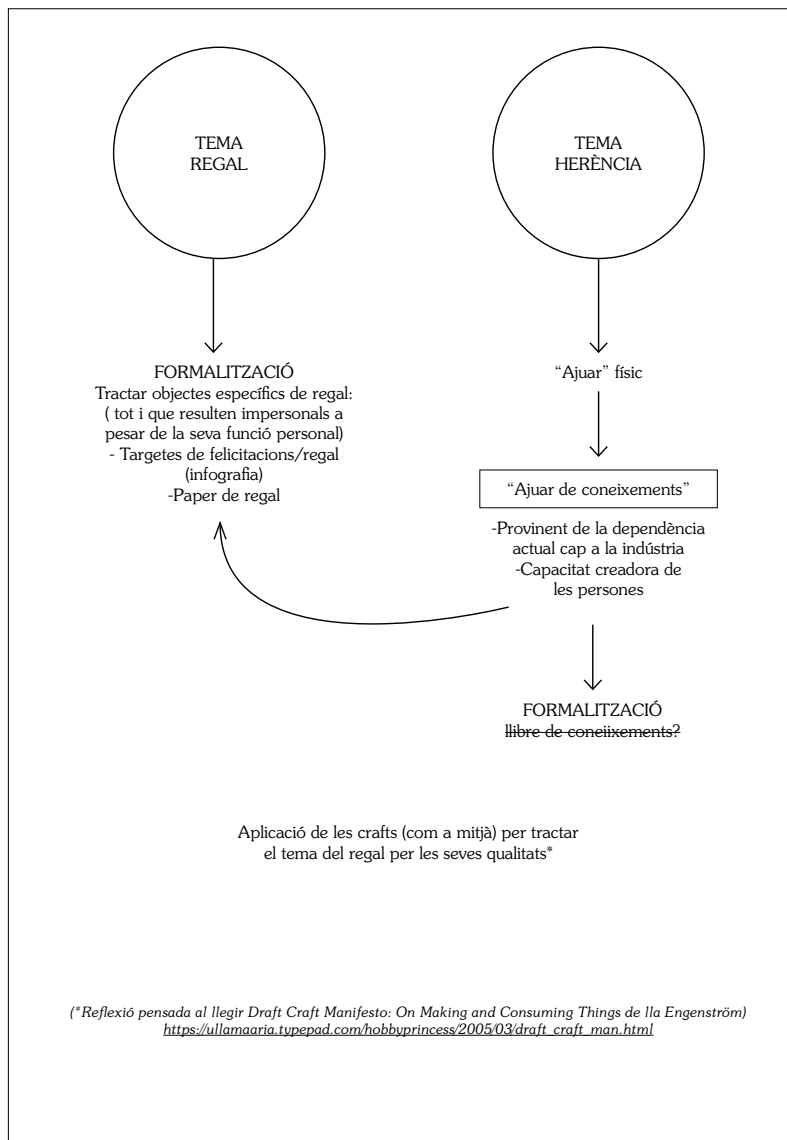 TEMA
REGAL
TEMA
HERÈNCIA
FORMALITZACIÓ
Tractar objectes específics de regal:
( tot i que resulten impersonals a
pesar de la seva funció personal)
- Targetes de felicitacions/regal
(infografia)
-Paper de regal
“Ajuar” físic
“Ajuar de coneixements”
-Provinent de la dependència
actual cap a la indústria
-Capacitat creadora de
les persones
FORMALITZACIÓ
llibre de coneiixements?
Aplicació de les crafts (com a mitjà) per tractar
el tema del regal per les seves qualitats*
(*Reflexió pensada al llegir Draft Craft Manifesto: On Making and Consuming Things de lla Engenström)
https://ullamaaria.typepad.com/hobbyprincess/2005/03/draft_craft_man.html